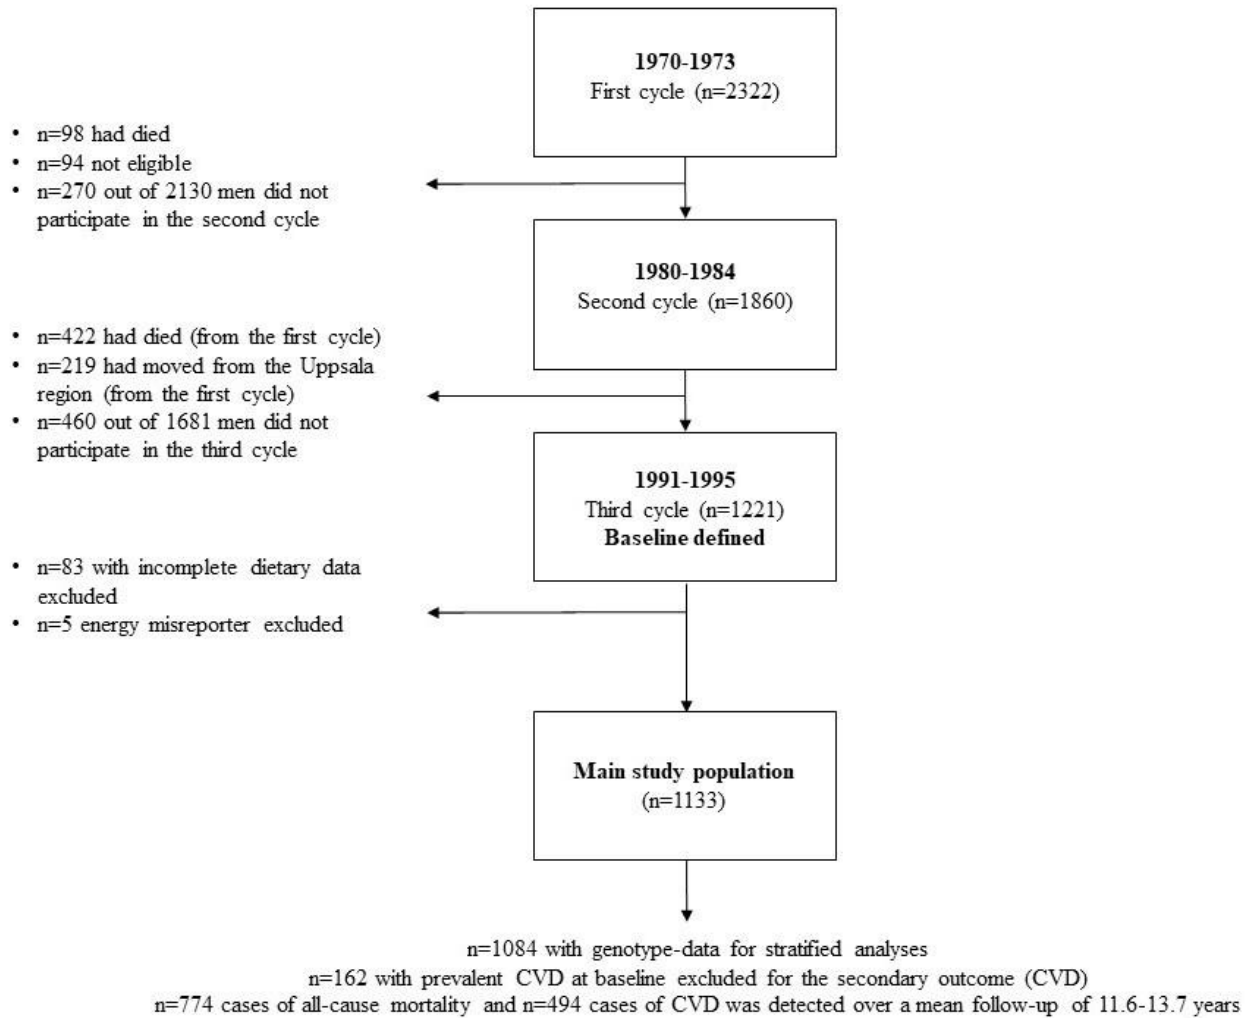 1970-1973
First cycle (n=2322)
• n=98 had died
• n=94 not eligible
• n=270 out of 2130 men did not
participate in the second cycle
1980-1984
Second cycle (n=1860)
• n=422 had died (from the first cycle)
• n=219 had moved from the Uppsala
region (from the first cycle)
• n=460 out of 1681 men did not
participate in the third cycle
1991-1995
Third cycle (n=1221)
Baseline defined
• n=83 with incomplete dietary data
excluded
• n=5 energy misreporter excluded
Main study population
(n=1133)
n=1084 with genotype-data for stratified analyses
n=162 with prevalent CVD at baseline excluded for the secondary outcome (CVD)
n=774 cases of all-cause mortality and n=494 cases of CVD was detected over a mean follow-up of 11.6-13.7 years